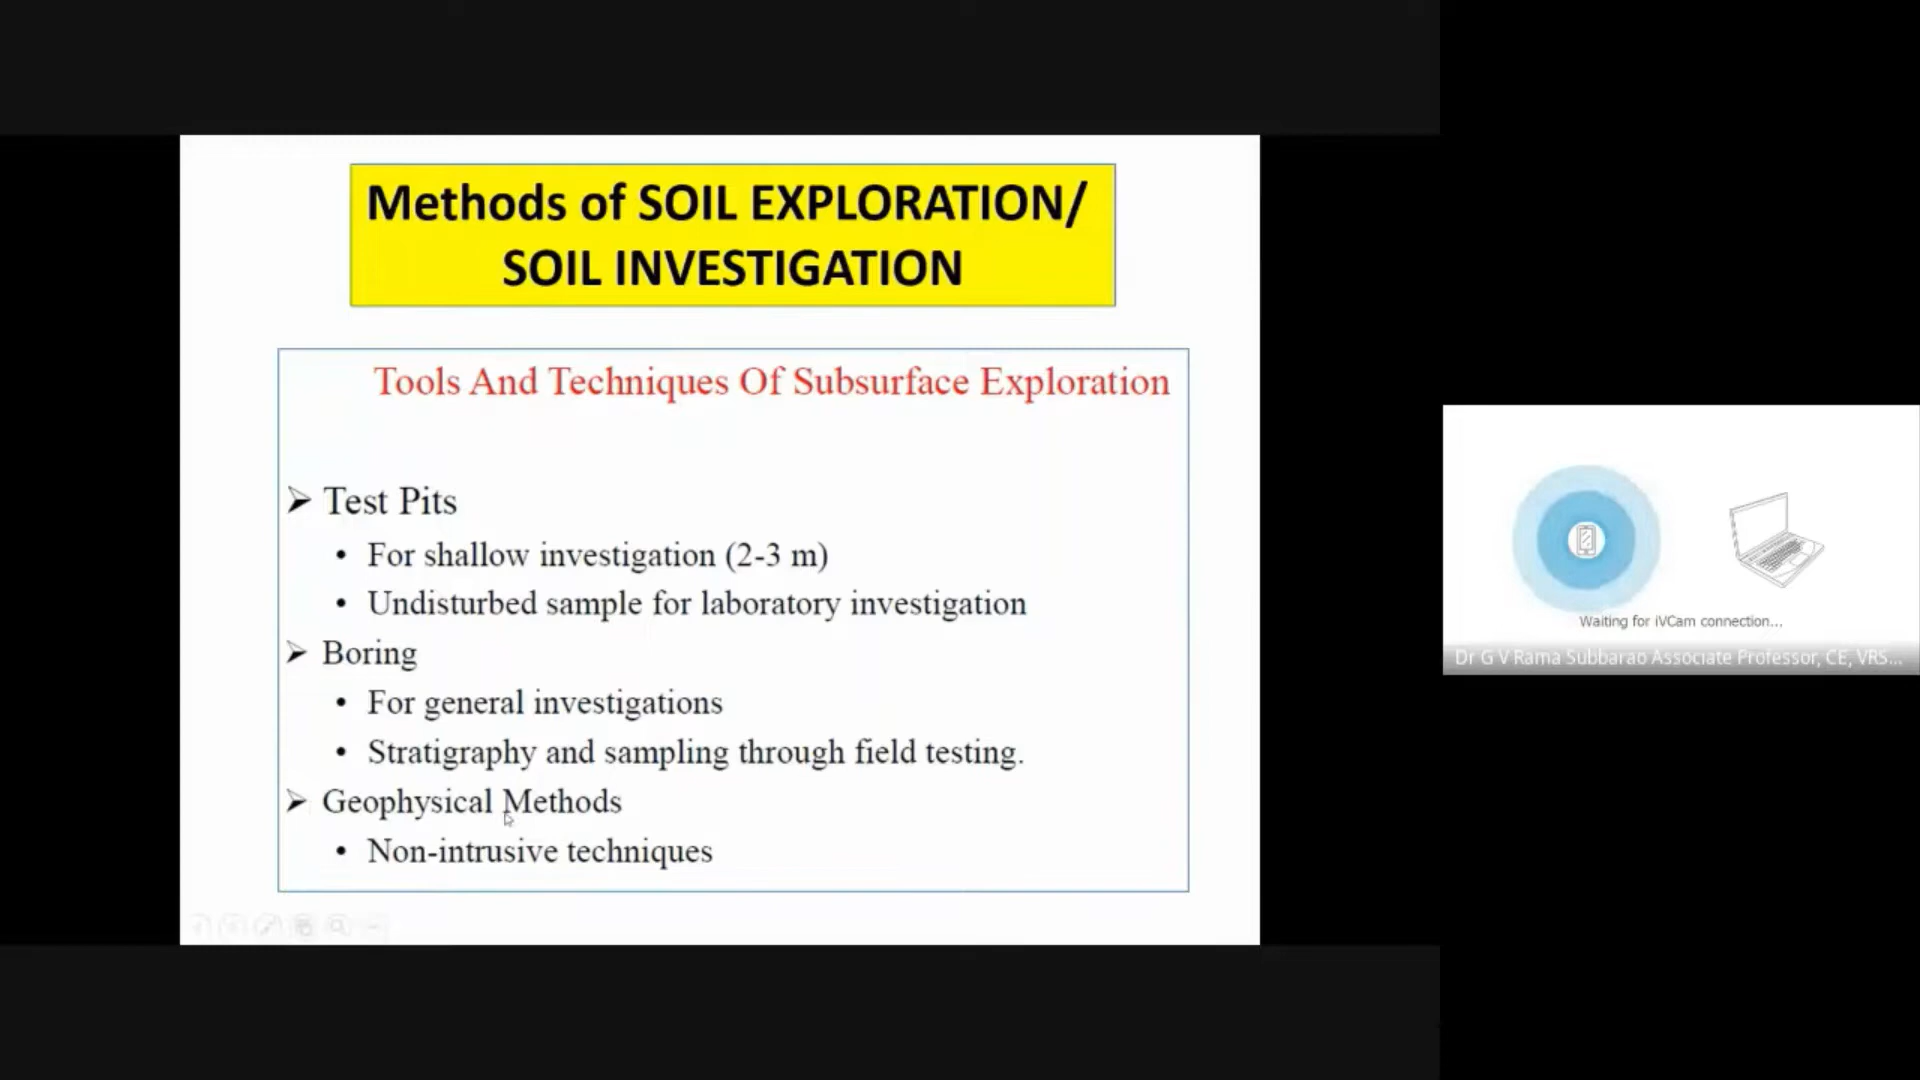 Methods of SOIL EXPLORATION/
SOIL INVESTIGATION
Tools And Techniques Of Subsurface Exploration
➢ Test Pits
• For shallow investigation (2-3 m)
• Undisturbed sample for laboratory investigation
➢ Boring
• For general investigations
• Stratigraphy and sampling through field testing.
➢ Geophysical Methods
• Non-intrusive techniques
Waiting for iVCam connection...
Dr G V Rama Subbarao Associate Professor, CE, VRS...